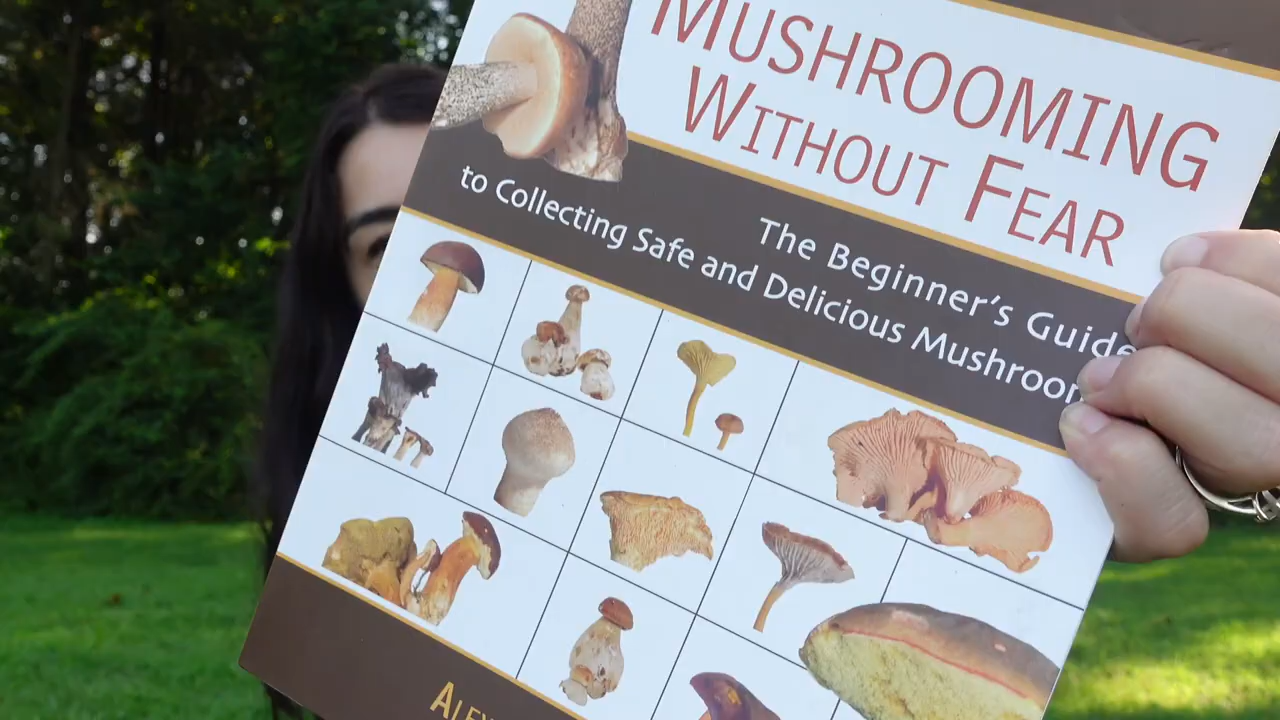 MUSHROOMING
WITHOUT FEAR
The Beginner's Guide
to Collecting Safe and Delicious Mushroom
ALEX